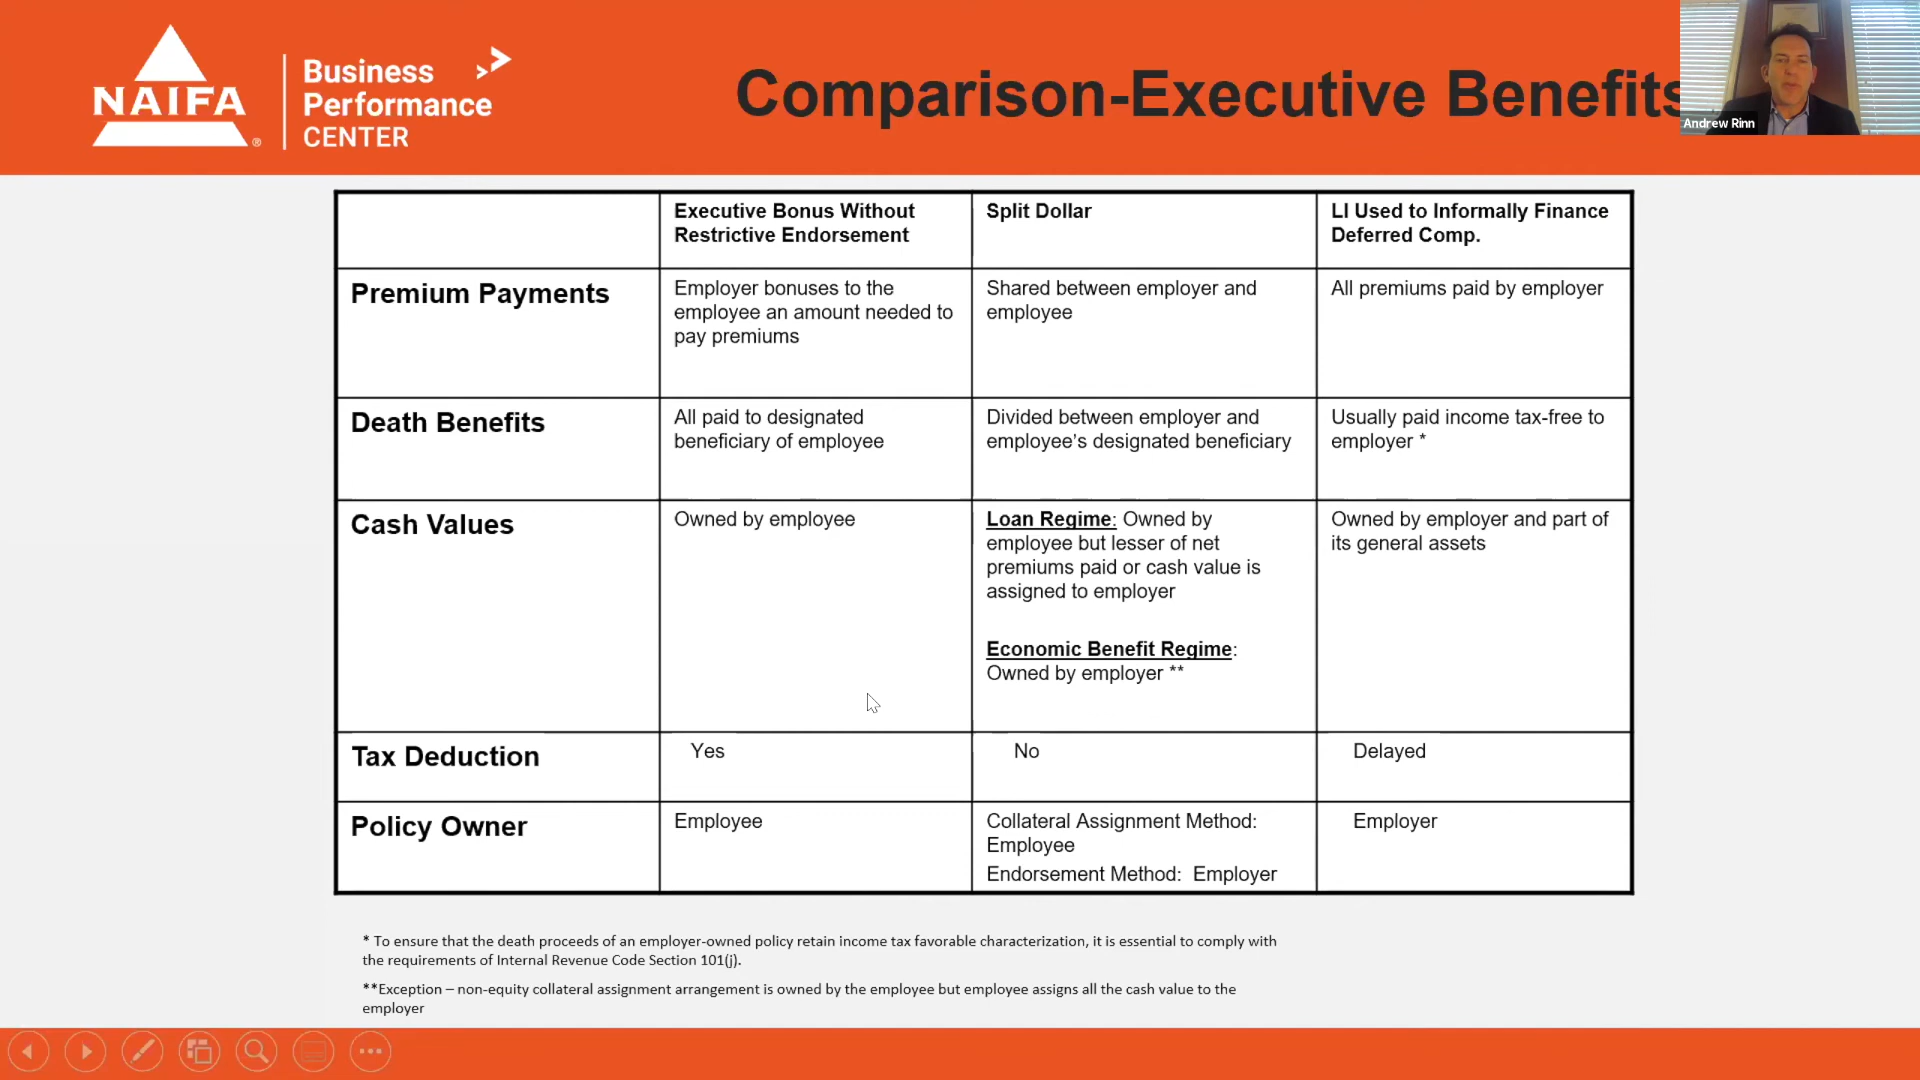 NAIFA
®
Business
Performance
CENTER
Comparison-Executive Benefits
Andrew Rinn
Executive Bonus Without
Restrictive Endorsement
Split Dollar
LI Used to Informally Finance
Deferred Comp.
Premium Payments
Employer bonuses to the
employee an amount needed to
pay premiums
Shared between employer and
employee
All premiums paid by employer
Death Benefits
All paid to designated
beneficiary of employee
Divided between employer and
employee’s designated beneficiary
Usually paid income tax-free to
employer *
Cash Values
Owned by employee
Loan Regime: Owned by
employee but lesser of net
premiums paid or cash value is
assigned to employer
Economic Benefit Regime:
Owned by employer **
Owned by employer and part of
its general assets
Tax Deduction
Yes
No
Delayed
Policy Owner
Employee
Collateral Assignment Method:
Employee
Endorsement Method: Employer
Employer
* To ensure that the death proceeds of an employer-owned policy retain income tax favorable characterization, it is essential to comply with
the requirements of Internal Revenue Code Section 101(j).
**Exception – non-equity collateral assignment arrangement is owned by the employee but employee assigns all the cash value to the
employer